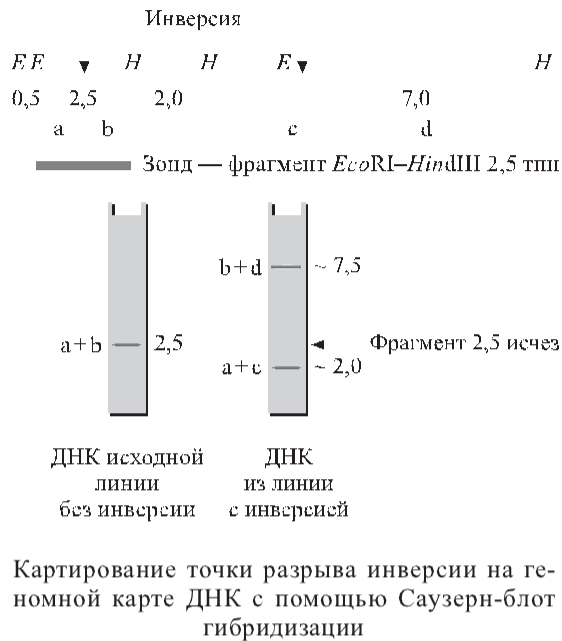 Инверсия
E E ▼ H H E ▼ H
0,5 2,5 2,0 7,0
a b c d
Зонд — фрагмент EcoRI–HindIII 2,5 тпн
b+d ~ 7,5
a+b 2,5 ◄ Фрагмент 2,5 исчез
a+c ~ 2,0
ДНК исходной линии без инверсии
ДНК из линии с инверсией
Картирование точки разрыва инверсии на ге-
номной карте ДНК с помощью Саузерн-блот
гибридизации